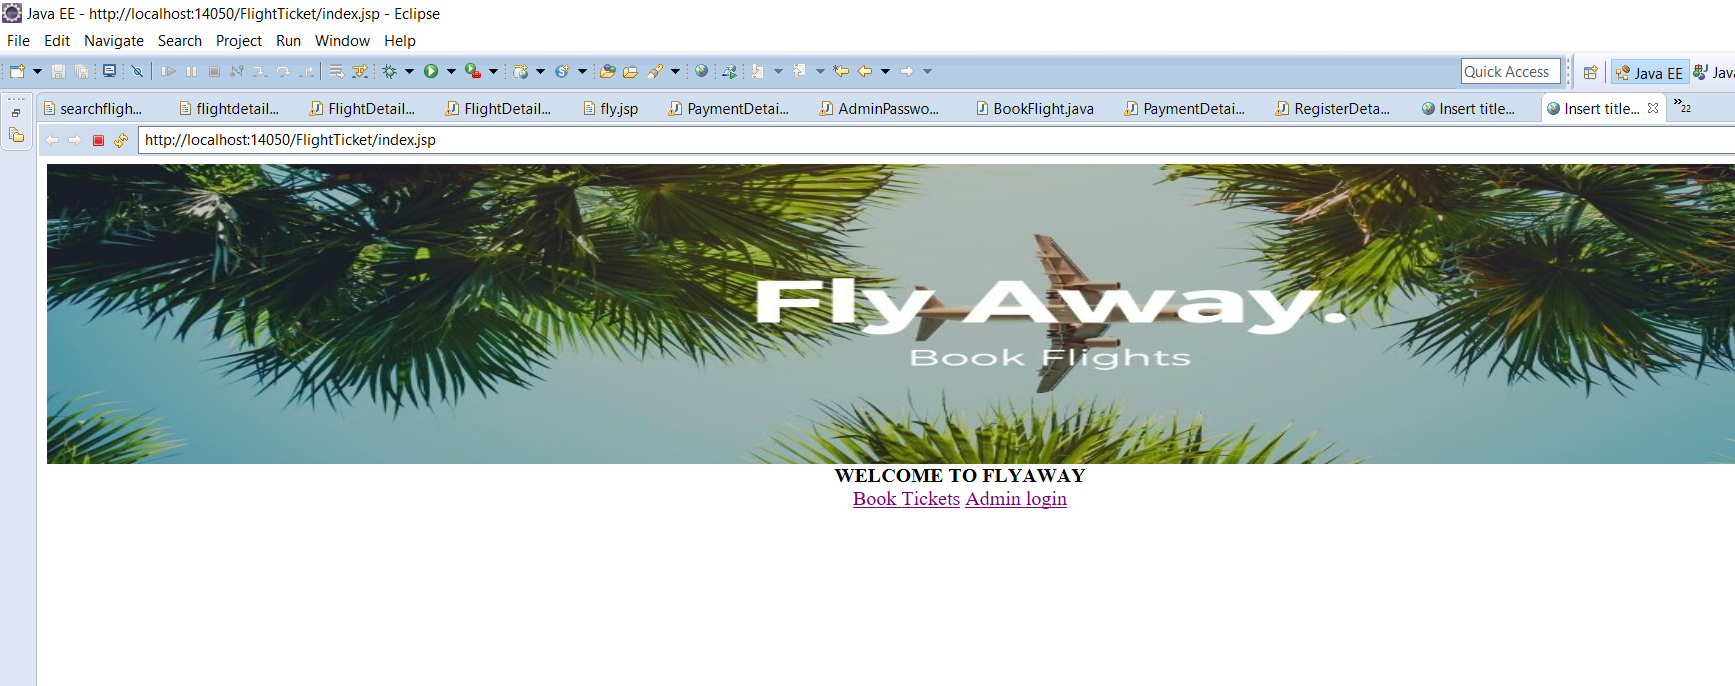 Java EE - http://localhost:14050/FlightTicket/index.jsp - Eclipse
File Edit Navigate Search Project Run Window Help
Quick Access Java EE Jav
searchfligh... flightdetail... FlightDetail... FlightDetail... fly.jsp PaymentDetai... AdminPasswo... BookFlight.java PaymentDetai... RegisterDeta... Insert title... Insert title... »22
http://localhost:14050/FlightTicket/index.jsp
Fly Away.
Book Flights
WELCOME TO FLYAWAY
Book Tickets Admin login